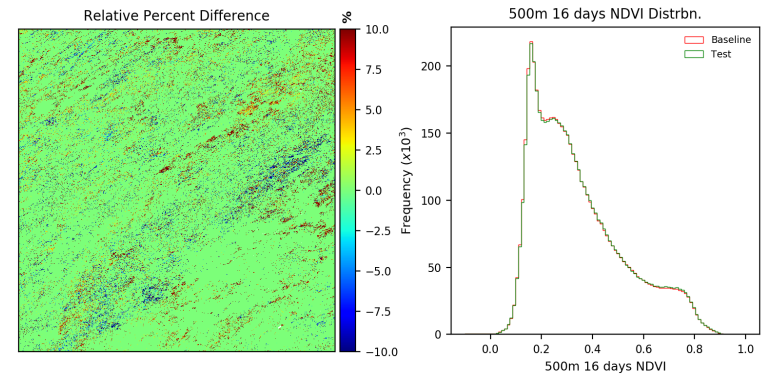 Relative Percent Difference
%
10.0
7.5
5.0
2.5
0.0
−2.5
−5.0
−7.5
−10.0
500m 16 days NDVI Distrbn.
Baseline
Test
Frequency (x10³)
200
150
100
50
0
0.0 0.2 0.4 0.6 0.8 1.0
500m 16 days NDVI